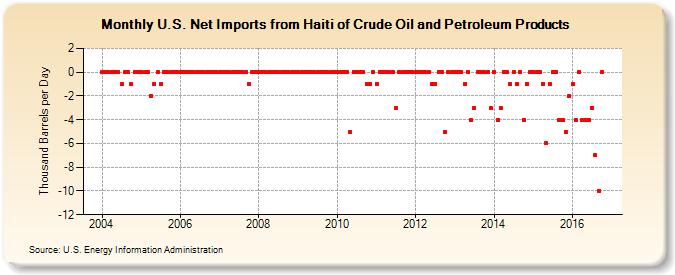 Monthly U.S. Net Imports from Haiti of Crude Oil and Petroleum Products
Thousand Barrels per Day
2
0
-2
-4
-6
-8
-10
-12
2004 2006 2008 2010 2012 2014 2016
Source: U.S. Energy Information Administration